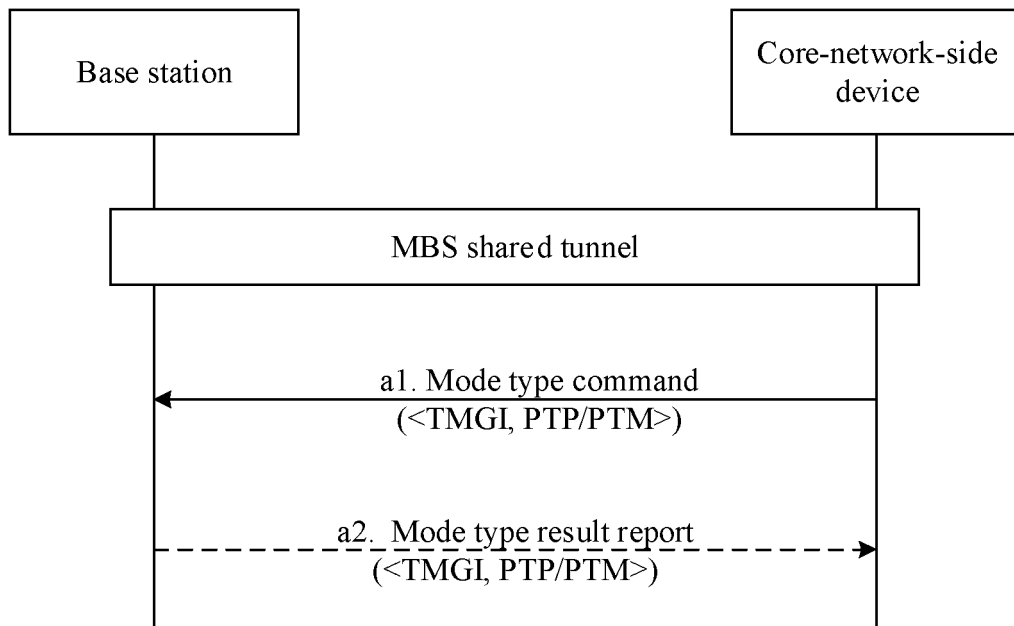 Base station
Core-network-side
device
MBS shared tunnel
a1. Mode type command
(<TMGI, PTP/PTM>)
a2. Mode type result report
(<TMGI, PTP/PTM>)